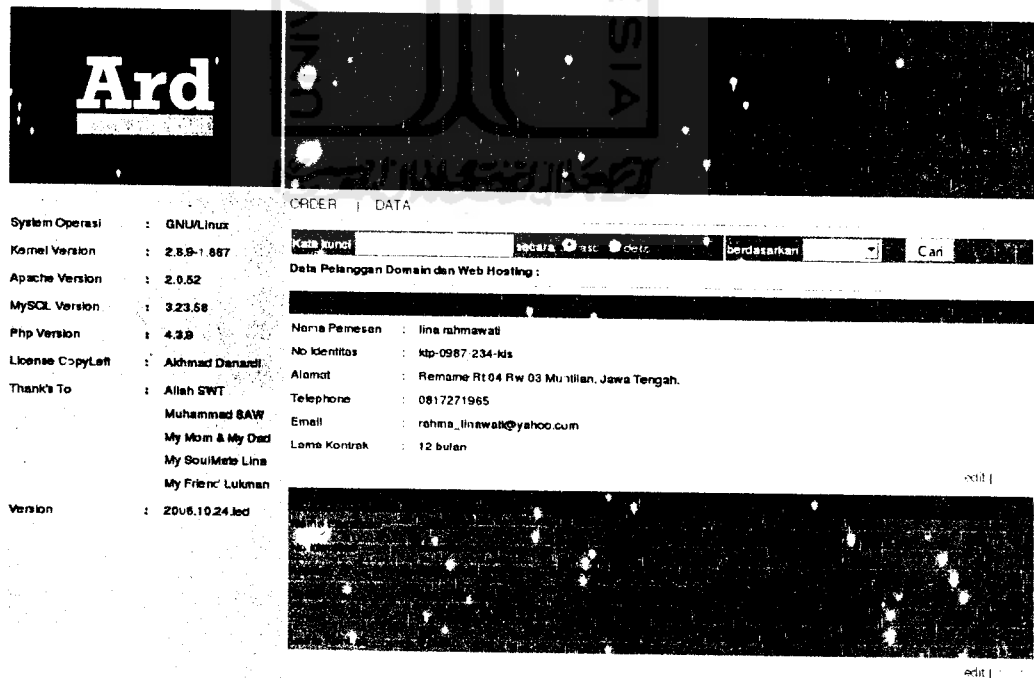 Ard
ORDER | DATA
System Operasi : GNU/Linux
Kernel Version : 2.6.9-1.667
Apache Version : 2.0.52
MySQL Version : 3.23.58
Php Version : 4.3.9
License CopyLeft : Akhmad Danardi
Thank's To : Allah SWT
Muhammad SAW
My Mom & My Dad
My SoulMate Lina
My Friend Lukman
Version : 2006.10.24.led
Kata kunci secara asc desc berdasarkan Cari
Data Pelanggan Domain dan Web Hosting :
Nama Pemesan : lina rahmawati
No Identitas : ktp-0987-234-kls
Alamat : Remame Rt 04 Rw 03 Muntilan, Jawa Tengah.
Telephone : 0817271965
Email : rahma_linawati@yahoo.com
Lama Kontrak : 12 bulan
edit |
edit |